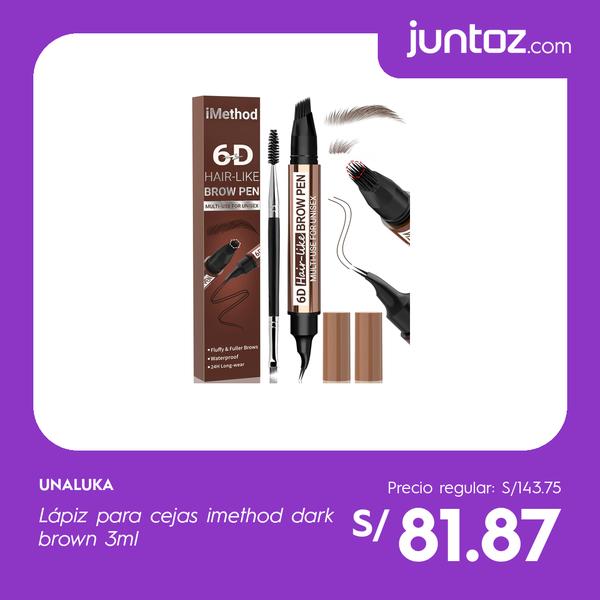 juntoz.com
iMethod
6D
HAIR-LIKE
BROW PEN
MULTI-USE FOR UNISEX
• Fluffy & Fuller Brows
• Waterproof
• 24H Long-wear
6D Hair-like BROW PEN
MULTI-USE FOR UNISEX
UNALUKA
Lápiz para cejas imethod dark
brown 3ml
Precio regular: S/143.75
S/ 81.87